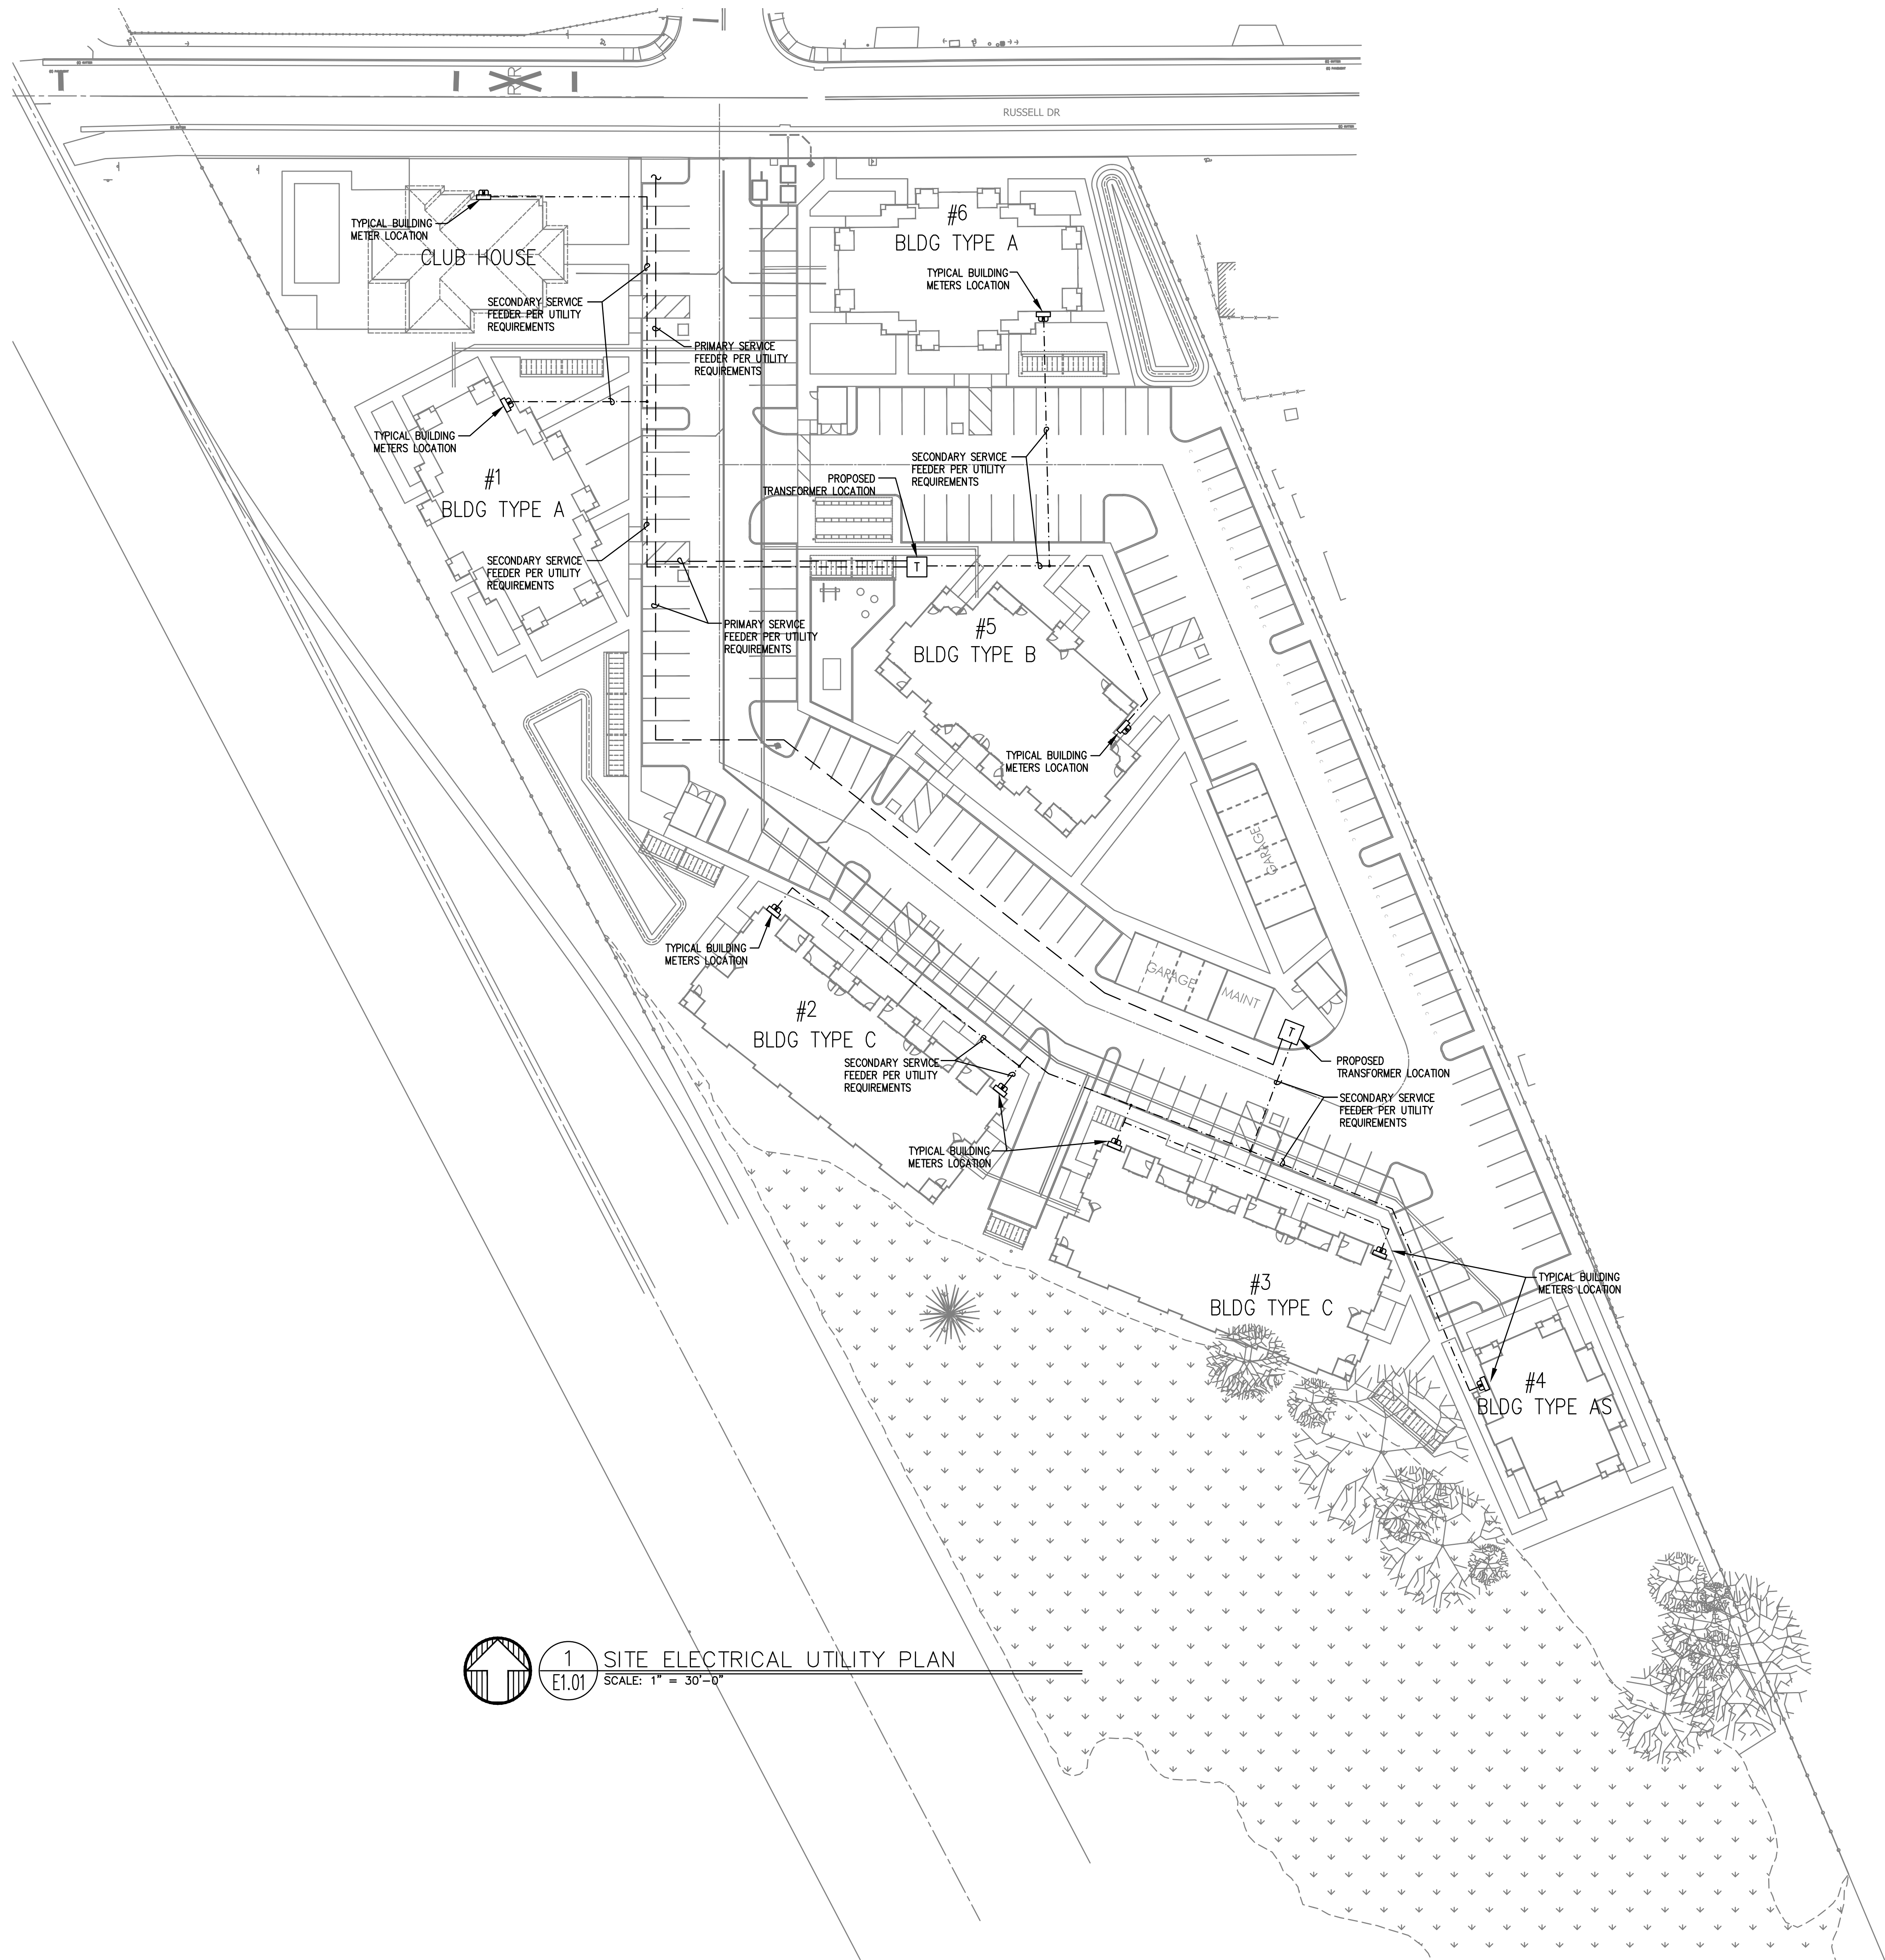 RR
RUSSELL DR
TYPICAL BUILDING
METER LOCATION
CLUB HOUSE
#6
BLDG TYPE A
TYPICAL BUILDING
METERS LOCATION
SECONDARY SERVICE
FEEDER PER UTILITY
REQUIREMENTS
PRIMARY SERVICE
FEEDER PER UTILITY
REQUIREMENTS
TYPICAL BUILDING
METERS LOCATION
#1
BLDG TYPE A
SECONDARY SERVICE
FEEDER PER UTILITY
REQUIREMENTS
PROPOSED
TRANSFORMER LOCATION
T
SECONDARY SERVICE
FEEDER PER UTILITY
REQUIREMENTS
#5
BLDG TYPE B
PRIMARY SERVICE
FEEDER PER UTILITY
REQUIREMENTS
TYPICAL BUILDING
METERS LOCATION
GARAGE
TYPICAL BUILDING
METERS LOCATION
GARAGE
MAINT
#2
BLDG TYPE C
T
PROPOSED
TRANSFORMER LOCATION
SECONDARY SERVICE
FEEDER PER UTILITY
REQUIREMENTS
SECONDARY SERVICE
FEEDER PER UTILITY
REQUIREMENTS
TYPICAL BUILDING
METERS LOCATION
#3
BLDG TYPE C
TYPICAL BUILDING
METERS LOCATION
#4
BLDG TYPE AS
1
E1.01
SITE ELECTRICAL UTILITY PLAN
SCALE: 1" = 30'-0"